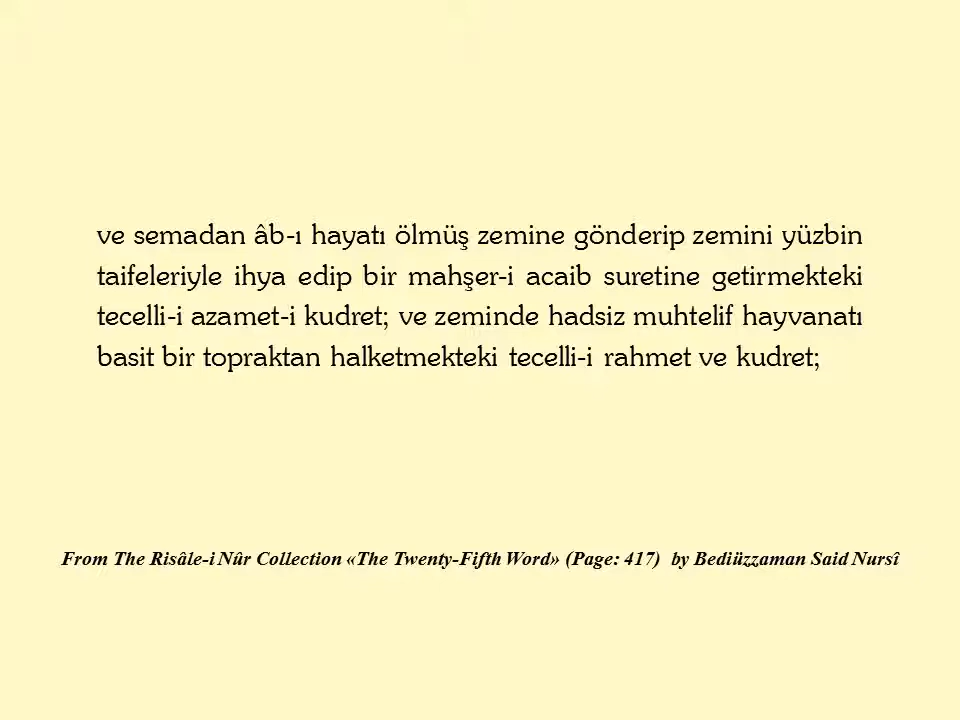 ve semadan âb-ı hayatı ölmüş zemine gönderip zemini yüzbin
taifeleriyle ihya edip bir mahşer-i acaib suretine getirmekteki
tecelli-i azamet-i kudret; ve zeminde hadsiz muhtelif hayvanatı
basit bir topraktan halketmekteki tecelli-i rahmet ve kudret;
From The Risâle-i Nûr Collection «The Twenty-Fifth Word» (Page: 417) by Bediüzzaman Said Nursî